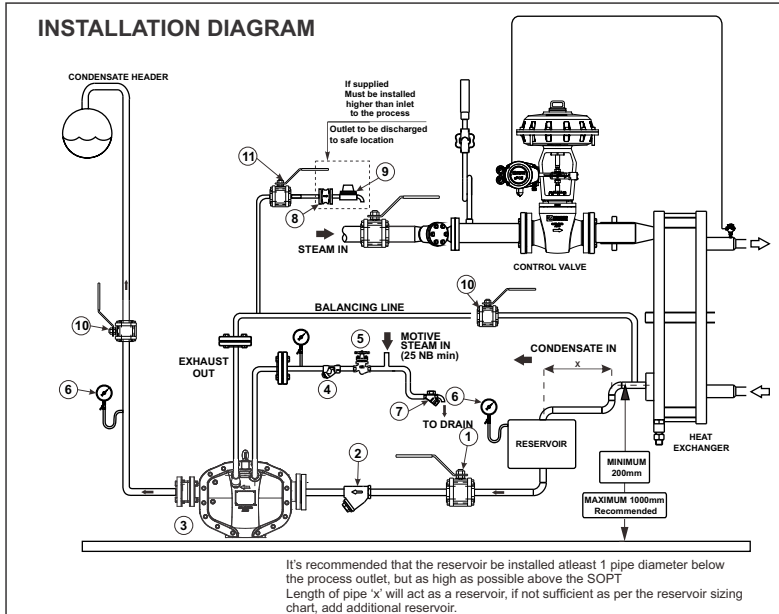 INSTALLATION DIAGRAM
CONDENSATE HEADER
If supplied
Must be installed
higher than inlet
to the process
Outlet to be discharged
to safe location
11
9
8
STEAM IN
CONTROL VALVE
10
BALANCING LINE
10
EXHAUST
OUT
5
MOTIVE
STEAM IN
(25 NB min)
CONDENSATE IN
x
6
4
7
6
TO DRAIN
1
RESERVOIR
HEAT
EXCHANGER
2
MINIMUM
200mm
MAXIMUM 1000mm
Recommended
3
It's recommended that the reservoir be installed atleast 1 pipe diameter below
the process outlet, but as high as possible above the SOPT
Length of pipe 'x' will act as a reservoir, if not sufficient as per the reservoir sizing
chart, add additional reservoir.